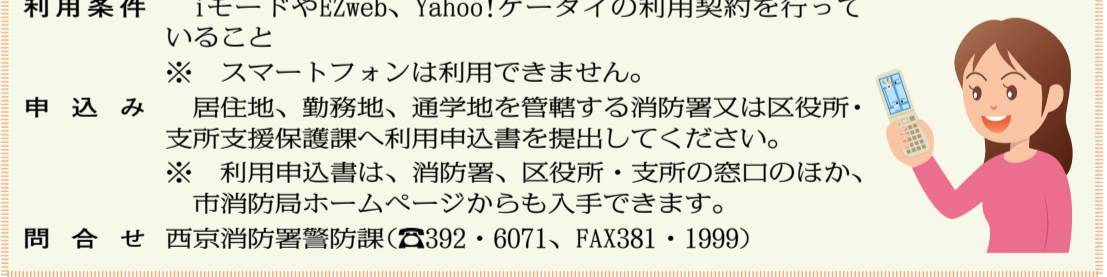 利用条件　iモードやEZweb、Yahoo!ケータイの利用契約を行って
いること
※　スマートフォンは利用できません。
申込み　居住地、勤務地、通学地を管轄する消防署又は区役所・
支所支援保護課へ利用申込書を提出してください。
※　利用申込書は、消防署、区役所・支所の窓口のほか、
市消防局ホームページからも入手できます。
問合せ　西京消防署警防課(☎392・6071、FAX381・1999)